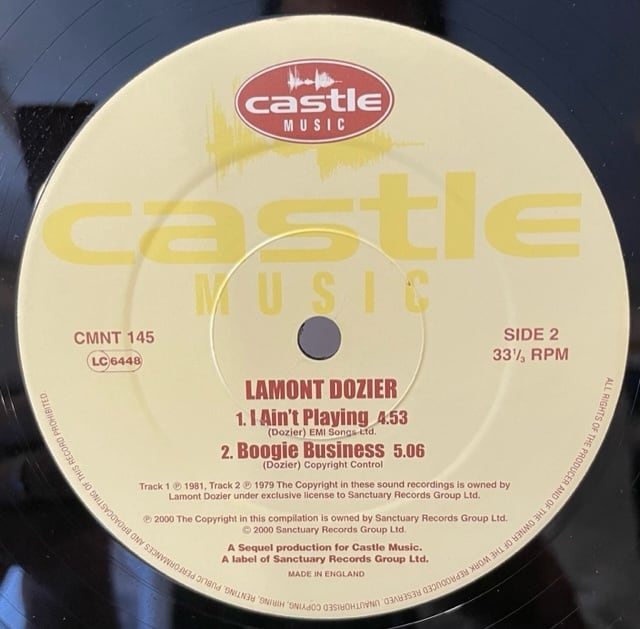 castle
MUSIC
castle
MUSIC
CMNT 145
LC 6448
SIDE 2
33⅓ RPM
LAMONT DOZIER
1. I Ain't Playing 4.53
(Dozier) EMI Songs Ltd.
2. Boogie Business 5.06
(Dozier) Copyright Control
Track 1 ℗ 1981, Track 2 ℗ 1979 The Copyright in these sound recordings is owned by
Lamont Dozier under exclusive license to Sanctuary Records Group Ltd.
℗ 2000 The Copyright in this compilation is owned by Sanctuary Records Group Ltd.
© 2000 Sanctuary Records Group Ltd.
A Sequel production for Castle Music.
A label of Sanctuary Records Group Ltd.
MADE IN ENGLAND
ALL RIGHTS OF THE PRODUCER AND OF THE OWNER OF THE WORK REPRODUCED RESERVED. UNAUTHORISED COPYING, HIRING, RENTING, PUBLIC PERFORMANCES AND BROADCASTING OF THIS RECORD PROHIBITED.